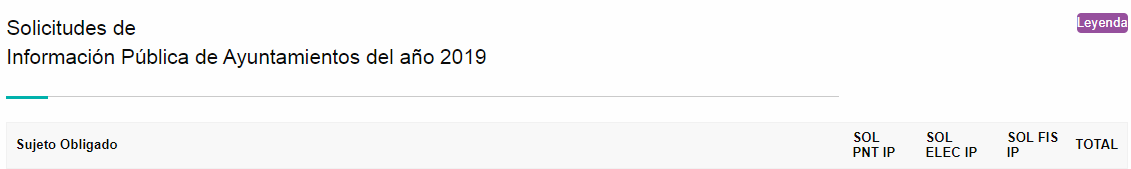 Solicitudes de
Información Pública de Ayuntamientos del año 2019
Leyenda
Sujeto Obligado
SOL
PNT IP
SOL
ELEC IP
SOL FIS
IP
TOTAL